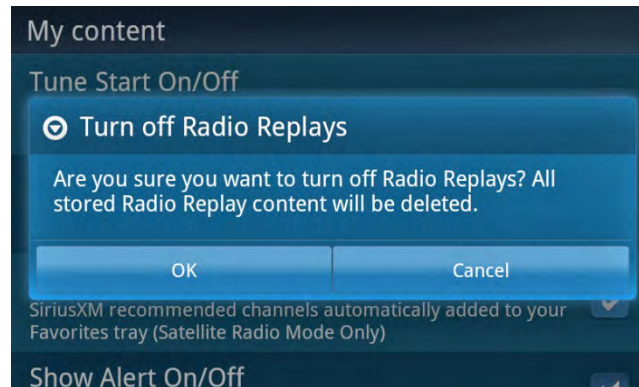 My content
Tune Start On/Off
Turn off Radio Replays
Are you sure you want to turn off Radio Replays? All
stored Radio Replay content will be deleted.
OK
Cancel
SiriusXM recommended channels automatically added to your
Favorites tray (Satellite Radio Mode Only)
Show Alert On/Off